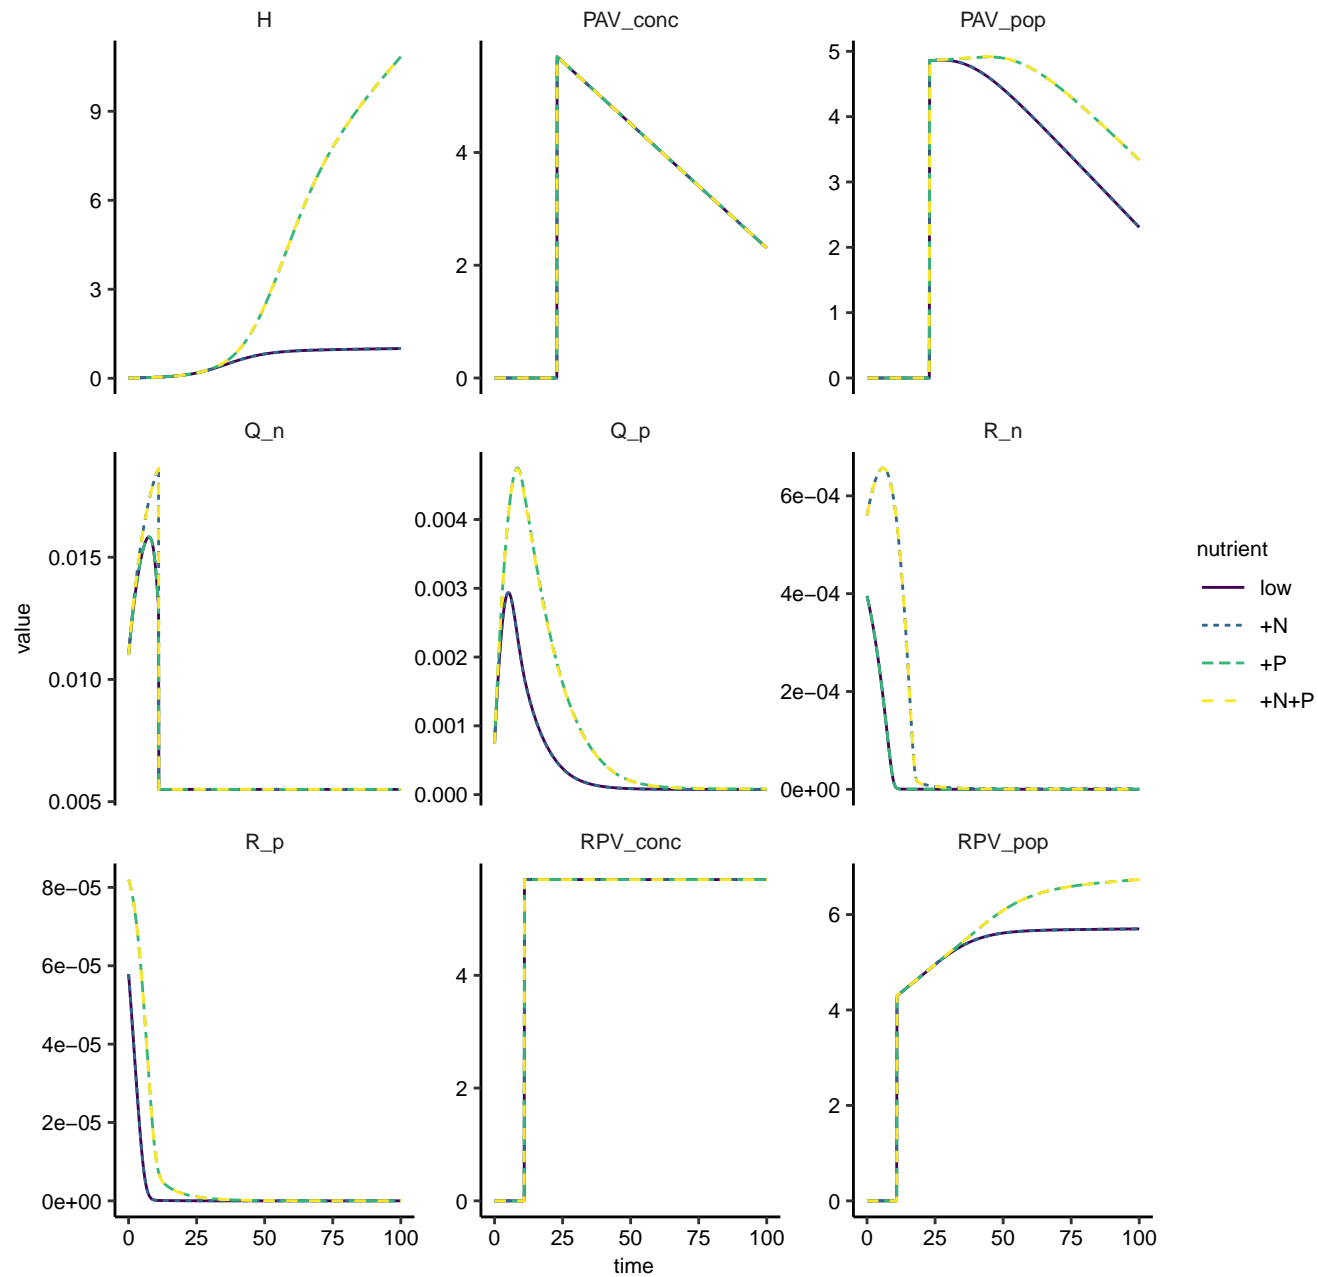 H
PAV_conc
PAV_pop
9
6
3
0
4
2
0
5
4
3
2
1
0
Q_n
Q_p
R_n
0.015
0.010
0.005
0.004
0.003
0.002
0.001
0.000
6e−04
4e−04
2e−04
0e+00
R_p
RPV_conc
RPV_pop
8e−05
6e−05
4e−05
2e−05
0e+00
4
2
0
6
4
2
0
0 25 50 75 100
0 25 50 75 100
0 25 50 75 100
time
value
nutrient
low
+N
+P
+N+P